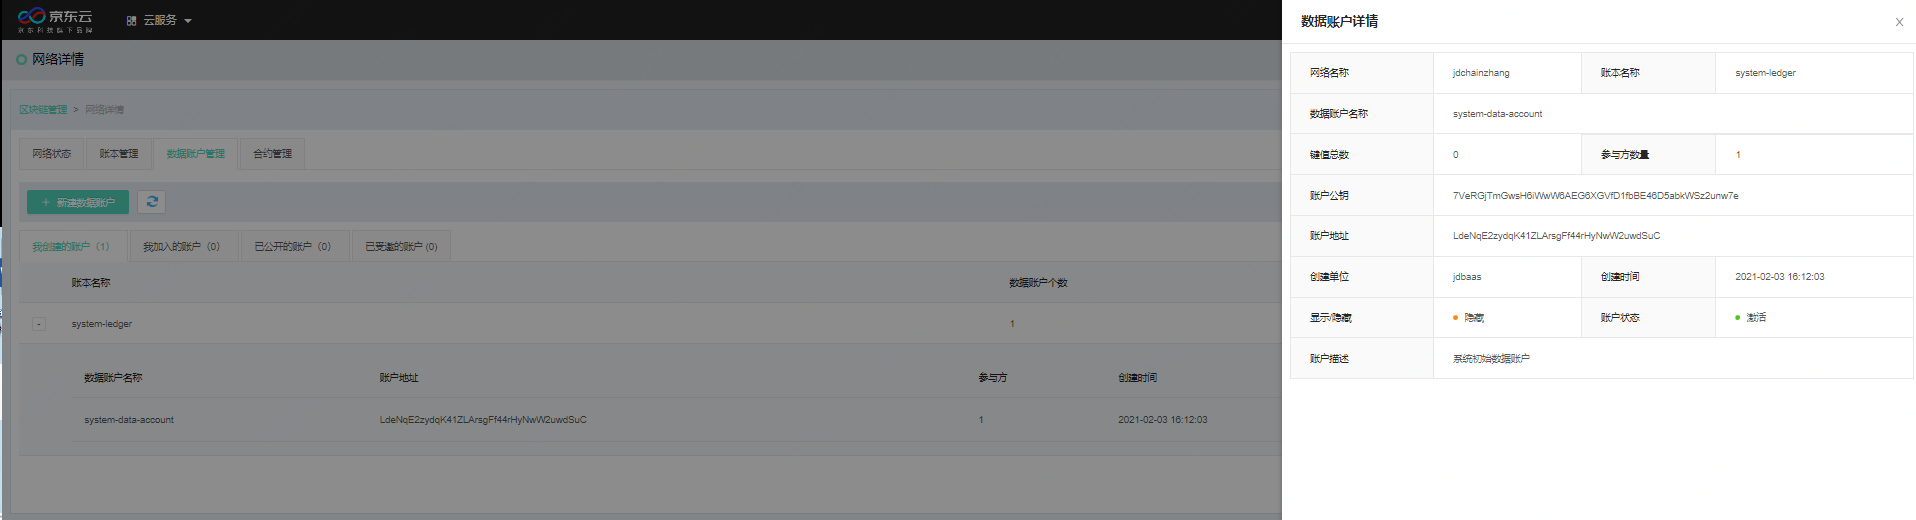 京东云
京东科技旗下品牌
云服务
网络详情
区块链管理 > 网络详情
网络状态 账本管理 数据账户管理 合约管理
+ 新建数据账户
我创建的账户（1） 我加入的账户（0） 已公开的账户（0） 已受邀的账户 (0)
账本名称 数据账户个数
- system-ledger 1
数据账户名称 账户地址 参与方 创建时间
system-data-account LdeNqE2zydqK41ZLArsgFf44rHyNwW2uwdSuC 1 2021-02-03 16:12:03
数据账户详情
网络名称 jdchainzhang 账本名称 system-ledger
数据账户名称 system-data-account
键值总数 0 参与方数量 1
账户公钥 7VeRGjTmGwsH6iWwW6AEG6XGVfD1fbBE46D5abkWSz2unw7e
账户地址 LdeNqE2zydqK41ZLArsgFf44rHyNwW2uwdSuC
创建单位 jdbaas 创建时间 2021-02-03 16:12:03
显示/隐藏 隐藏 账户状态 激活
账户描述 系统初始数据账户